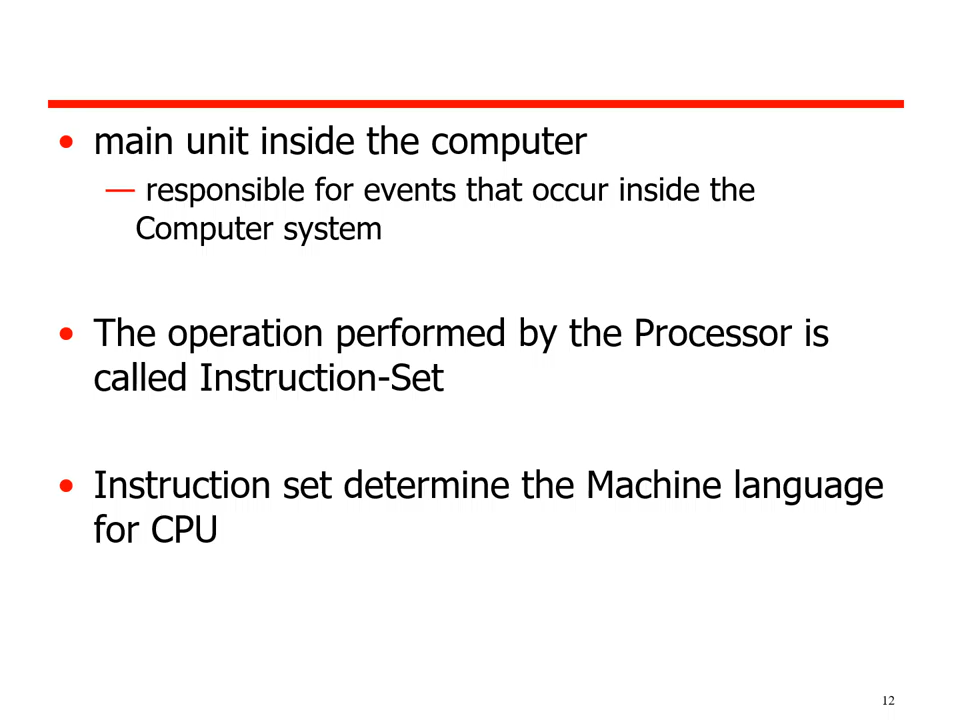 • main unit inside the computer
— responsible for events that occur inside the
Computer system
• The operation performed by the Processor is
called Instruction-Set
• Instruction set determine the Machine language
for CPU
12